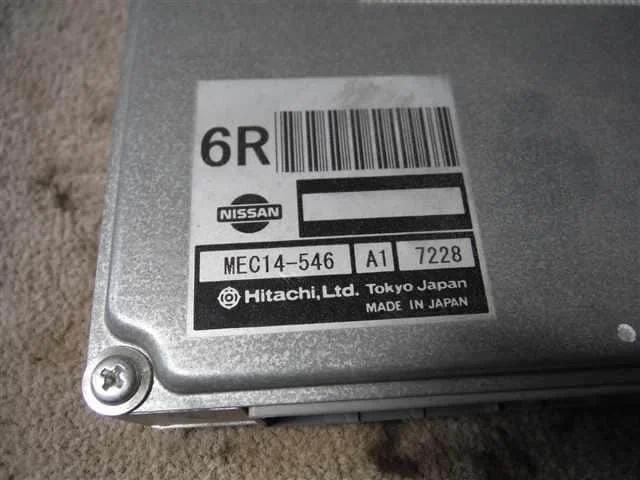 6R
NISSAN
MEC14-546 A1 7228
Hitachi, Ltd. Tokyo Japan
MADE IN JAPAN